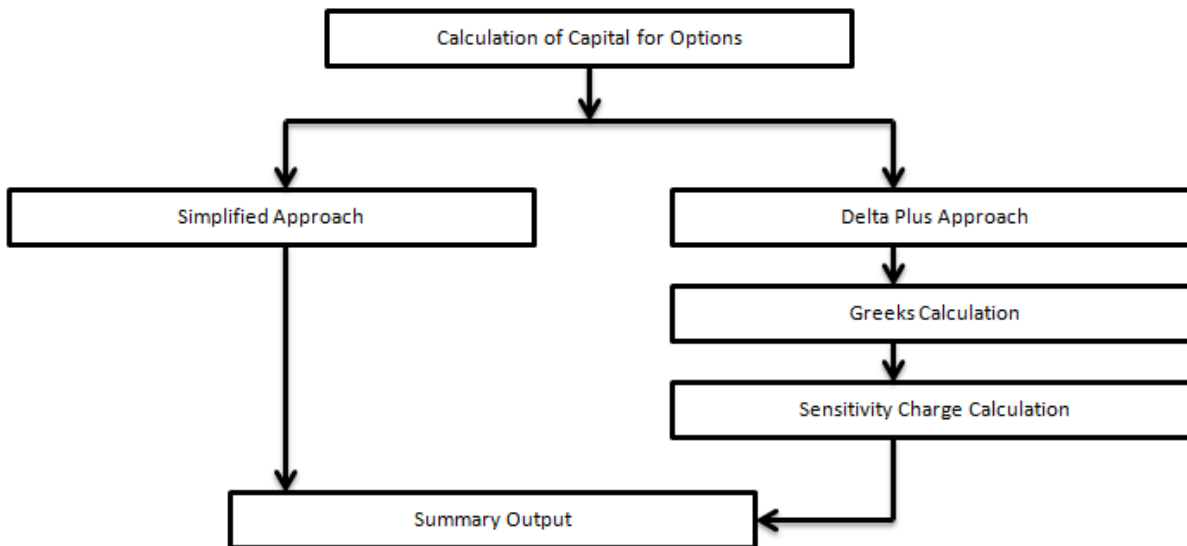 Calculation of Capital for Options
Simplified Approach
Delta Plus Approach
Greeks Calculation
Sensitivity Charge Calculation
Summary Output